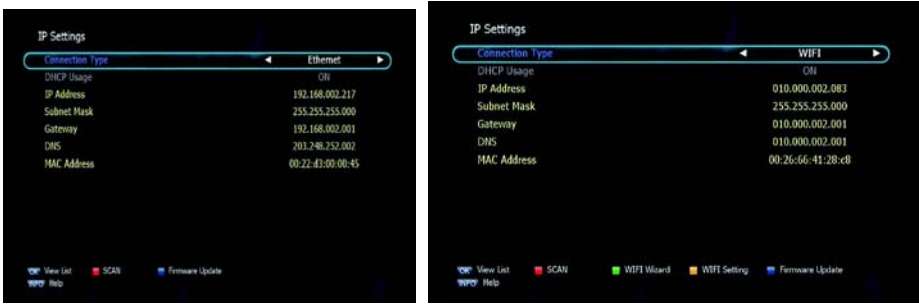 IP Settings
Connection Type Ethernet
DHCP Usage ON
IP Address 192.168.002.217
Subnet Mask 255.255.255.000
Gateway 192.168.002.001
DNS 203.248.252.002
MAC Address 00:22:d3:00:00:45
OK View List SCAN Firmware Update
INFO Help
IP Settings
Connection Type WIFI
DHCP Usage ON
IP Address 010.000.002.083
Subnet Mask 255.255.255.000
Gateway 010.000.002.001
DNS 010.000.002.001
MAC Address 00:26:66:41:28:c8
OK View List SCAN WIFI Wizard WIFI Setting Firmware Update
INFO Help